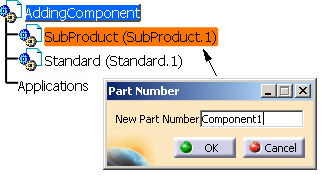 AddingComponent
SubProduct (SubProduct.1)
Standard (Standard.1)
Applications
Part Number
New Part Number Component1
OK Cancel